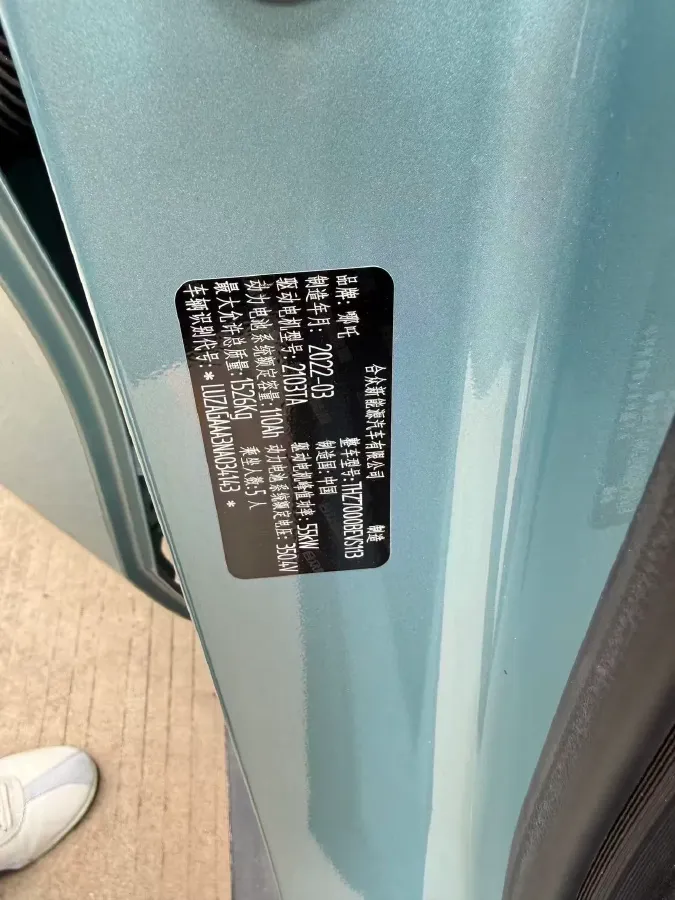 合众新能源汽车有限公司 制造
品牌：哪吒 整车型号：THZ7000BEVS113
制造年月：2022-03 制造国：中国
驱动电机型号：2103TA 驱动电机峰值功率：55kW
动力电池系统额定容量：110Ah 动力电池系统额定电压：350.4V
最大允许总质量：1526Kg 乘坐人数：5人
车辆识别代号：* LUZA5AAA3NA034143 *